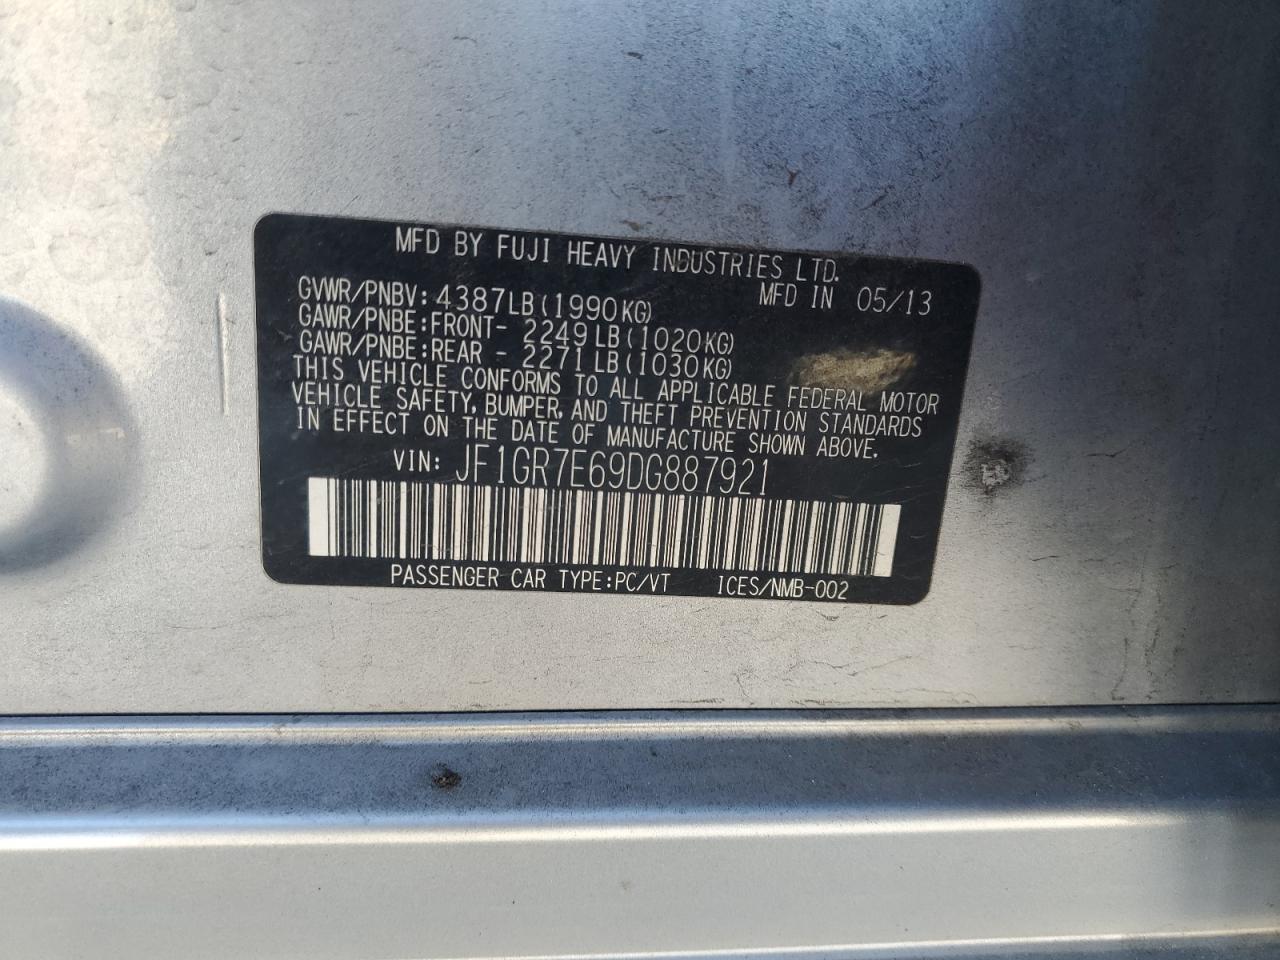 MFD BY FUJI HEAVY INDUSTRIES LTD.
MFD IN 05/13
GVWR/PNBV: 4387LB(1990KG)
GAWR/PNBE:FRONT- 2249LB(1020KG)
GAWR/PNBE:REAR - 2271LB(1030KG)
THIS VEHICLE CONFORMS TO ALL APPLICABLE FEDERAL MOTOR
VEHICLE SAFETY, BUMPER, AND THEFT PREVENTION STANDARDS
IN EFFECT ON THE DATE OF MANUFACTURE SHOWN ABOVE.
VIN: JF1GR7E69DG887921
PASSENGER CAR TYPE:PC/VT ICES/NMB-002